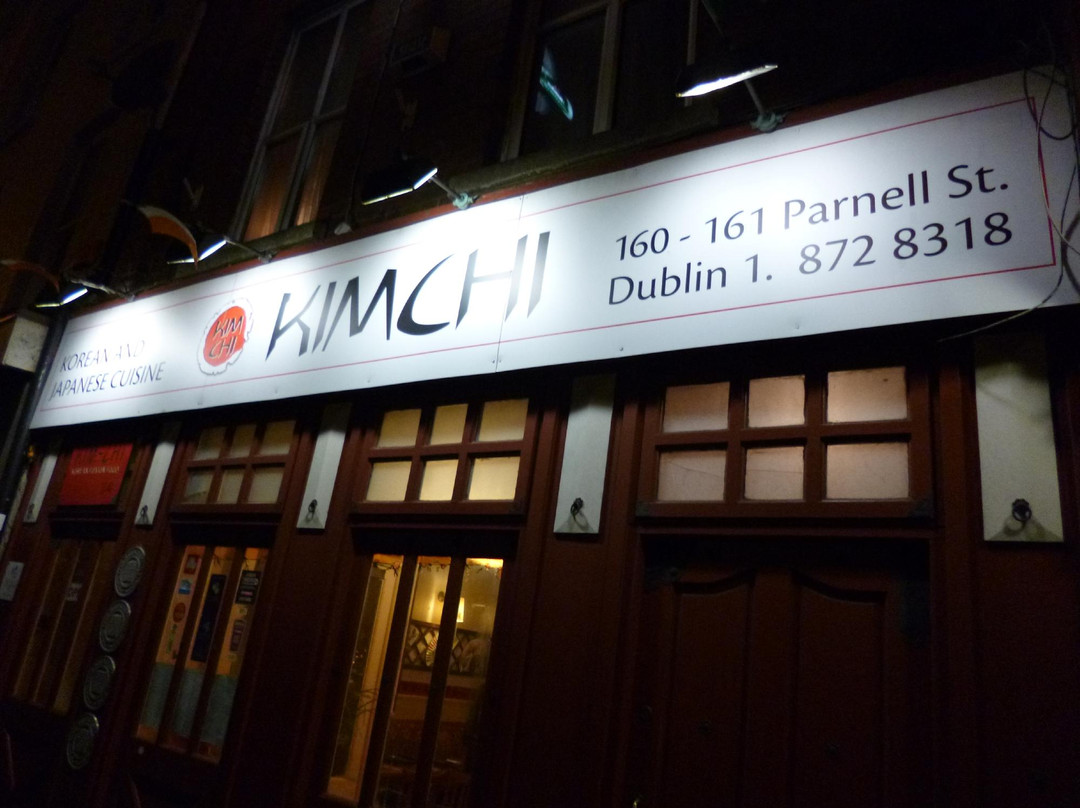 KOREAN AND
JAPANESE CUISINE
KIM
CHI
KIMCHI
160 - 161 Parnell St.
Dublin 1. 872 8318